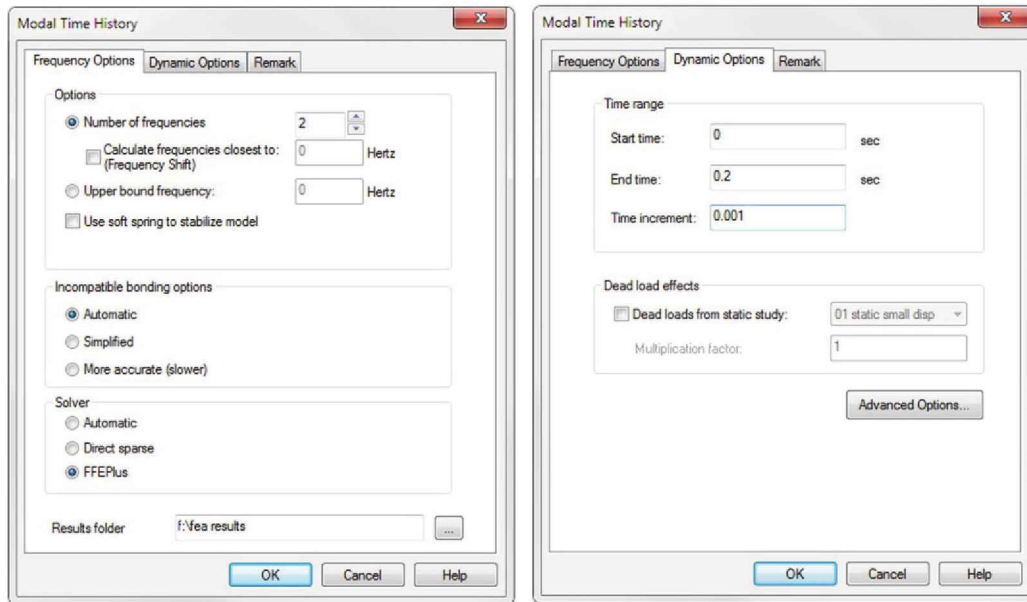 Modal Time History
Frequency Options Dynamic Options Remark
Options
Number of frequencies 2
Calculate frequencies closest to: 0 Hertz
(Frequency Shift)
Upper bound frequency: 0 Hertz
Use soft spring to stabilize model
Incompatible bonding options
Automatic
Simplified
More accurate (slower)
Solver
Automatic
Direct sparse
FFEPlus
Results folder f:\fea results ...
OK Cancel Help
Modal Time History
Frequency Options Dynamic Options Remark
Time range
Start time: 0 sec
End time: 0.2 sec
Time increment: 0.001
Dead load effects
Dead loads from static study: 01 static small disp
Multiplication factor: 1
Advanced Options...
OK Cancel Help